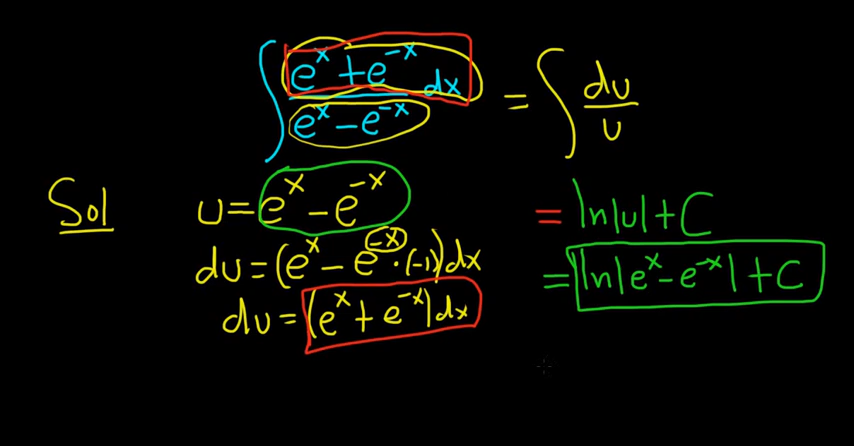 ∫ (e^x + e^-x dx)/(e^x - e^-x) = ∫ du/u
Sol u = e^x - e^-x = ln|u| + C
du = (e^x - e^-x · (-1))dx = ln|e^x - e^-x| + C
du = (e^x + e^-x)dx